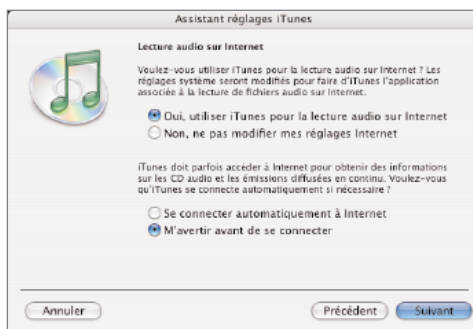 Assistant réglages iTunes
Lecture audio sur Internet
Voulez-vous utiliser iTunes pour la lecture audio sur Internet ? Les
réglages système seront modifiés pour faire d'iTunes l'application
associée à la lecture de fichiers audio sur Internet.
Oui, utiliser iTunes pour la lecture audio sur Internet
Non, ne pas modifier mes réglages Internet
iTunes doit parfois accéder à Internet pour obtenir des informations
sur les CD audio et les émissions diffusées en continu. Voulez-vous
qu'iTunes se connecte automatiquement si nécessaire ?
Se connecter automatiquement à Internet
M'avertir avant de se connecter
Annuler
Précédent
Suivant